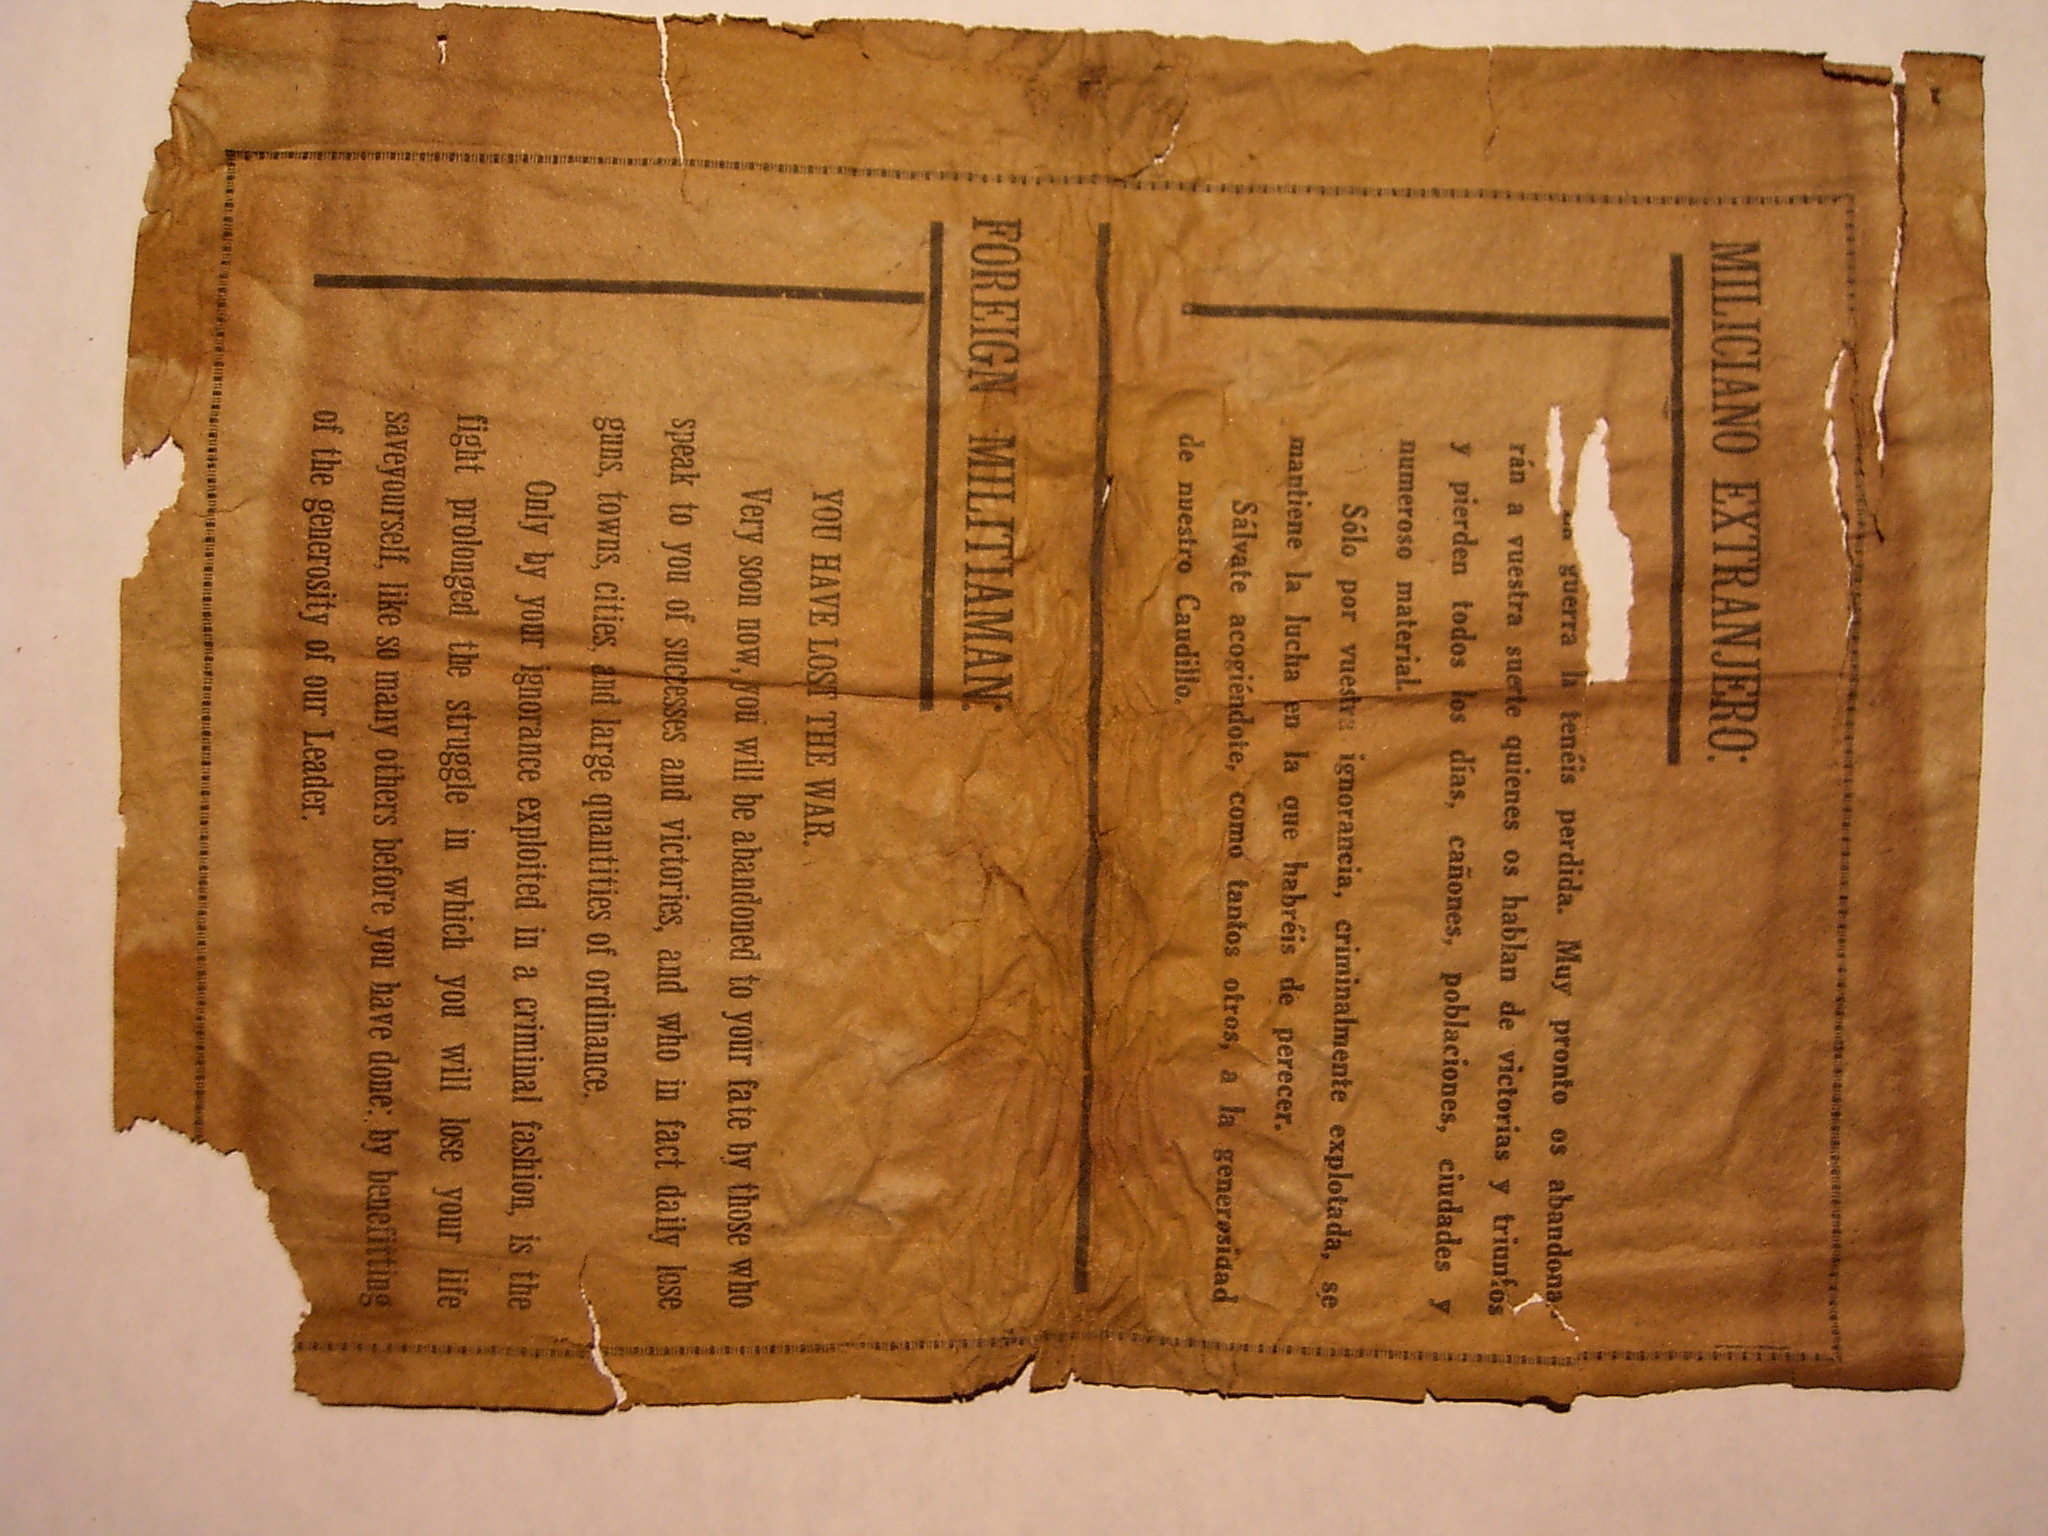 MILICIANO EXTRANJERO:
guerra la tenéis perdida. Muy pronto os abandona-
rán a vuestra suerte quienes os hablan de victorias y triunfos
y pierden todos los días, cañones, poblaciones, ciudades y
numeroso material.
Sólo por vuestra ignorancia, criminalmente explotada, se
mantiene la lucha en la que habréis de perecer.
Sálvate acogiéndote, como tantos otros, a la generosidad
de nuestro Caudillo.
FOREIGN MILITIAMAN:
YOU HAVE LOST THE WAR.
Very soon now, you will be abandoned to your fate by those who
speak to you of successes and victories, and who in fact daily lose
guns, towns, cities, and large quantities of ordinance.
Only by your ignorance exploited in a criminal fashion, is the
fight prolonged the struggle in which you will lose your life
saveyourself, like so many others before you have done: by benefiting
of the generosity of our Leader.